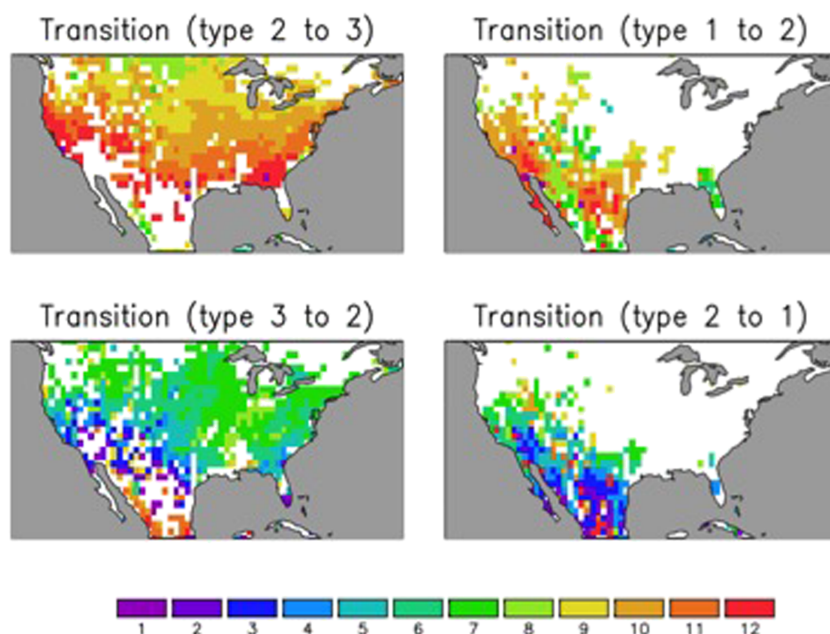 Transition (type 2 to 3)
Transition (type 1 to 2)
Transition (type 3 to 2)
Transition (type 2 to 1)
1 2 3 4 5 6 7 8 9 10 11 12